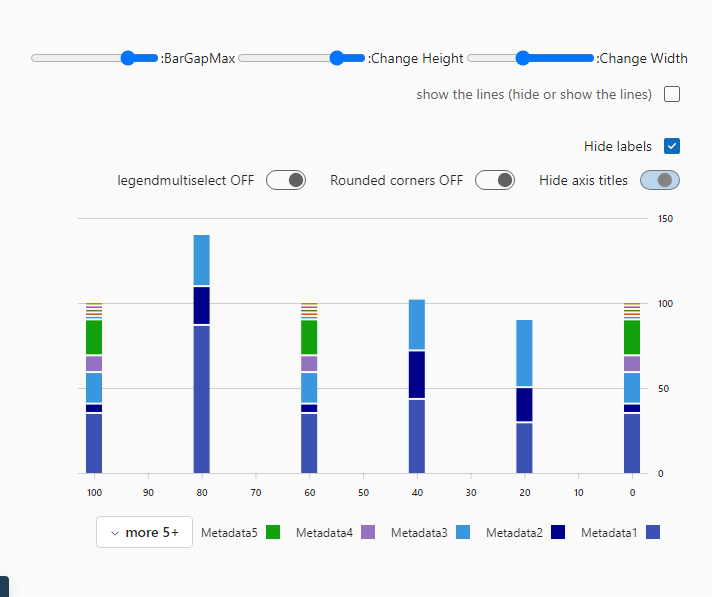 :BarGapMax :Change Height :Change Width
show the lines (hide or show the lines)
Hide labels
legendmultiselect OFF Rounded corners OFF Hide axis titles
150
100
50
0
100 90 80 70 60 50 40 30 20 10 0
more 5+ Metadata5 Metadata4 Metadata3 Metadata2 Metadata1